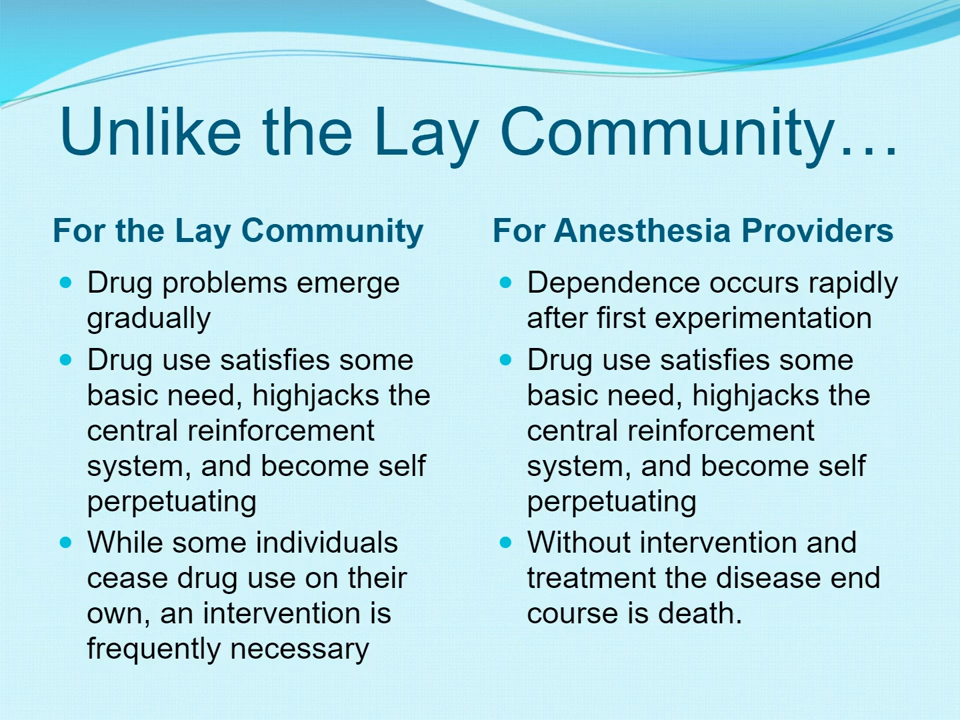 Unlike the Lay Community…
For the Lay Community
• Drug problems emerge
gradually
• Drug use satisfies some
basic need, highjacks the
central reinforcement
system, and become self
perpetuating
• While some individuals
cease drug use on their
own, an intervention is
frequently necessary
For Anesthesia Providers
• Dependence occurs rapidly
after first experimentation
• Drug use satisfies some
basic need, highjacks the
central reinforcement
system, and become self
perpetuating
• Without intervention and
treatment the disease end
course is death.